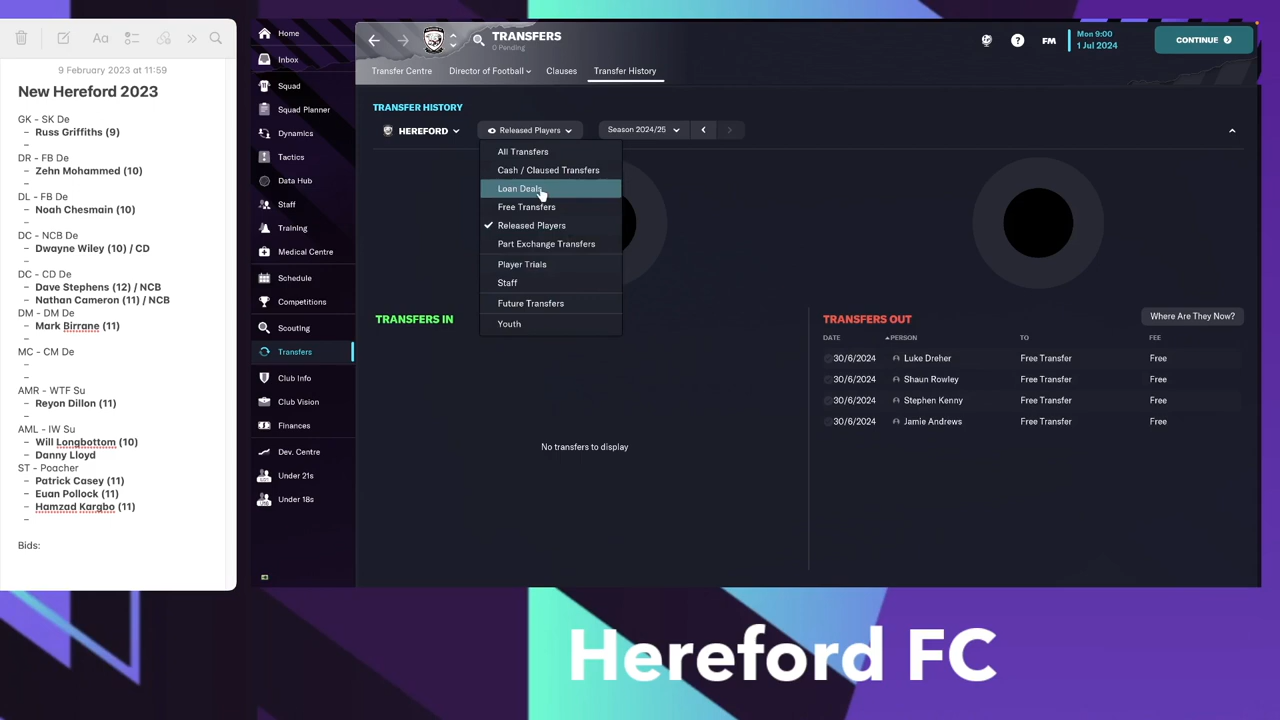 9 February 2023 at 11:59
New Hereford 2023
GK - SK De
– Russ Griffiths (9)
–
DR - FB De
– Zehn Mohammed (10)
–
DL - FB De
– Noah Chesmain (10)
–
DC - NCB De
– Dwayne Wiley (10) / CD
–
DC - CD De
– Dave Stephens (12) / NCB
– Nathan Cameron (11) / NCB
DM - DM De
– Mark Birrane (11)
–
MC - CM De
–
–
AMR - WTF Su
– Reyon Dillon (11)
–
AML - IW Su
– Will Longbottom (10)
– Danny Lloyd
ST - Poacher
– Patrick Casey (11)
– Euan Pollock (11)
– Hamzad Kargbo (11)
–
Bids:
Aa
Home
Inbox
Squad
Squad Planner
Dynamics
Tactics
Data Hub
Staff
Training
Medical Centre
Schedule
Competitions
Scouting
Transfers
Club Info
Club Vision
Finances
Dev. Centre
Under 21s
Under 18s
TRANSFERS
0 Pending
? FM
Mon 9:00
1 Jul 2024
CONTINUE
Transfer Centre Director of Football Clauses Transfer History
TRANSFER HISTORY
HEREFORD Released Players Season 2024/25
All Transfers
Cash / Claused Transfers
Loan Deals
Free Transfers
Released Players
Part Exchange Transfers
Player Trials
Staff
Future Transfers
Youth
TRANSFERS IN
No transfers to display
TRANSFERS OUT
Where Are They Now?
DATE PERSON TO FEE
30/6/2024 Luke Dreher Free Transfer Free
30/6/2024 Shaun Rowley Free Transfer Free
30/6/2024 Stephen Kenny Free Transfer Free
30/6/2024 Jamie Andrews Free Transfer Free
Hereford FC